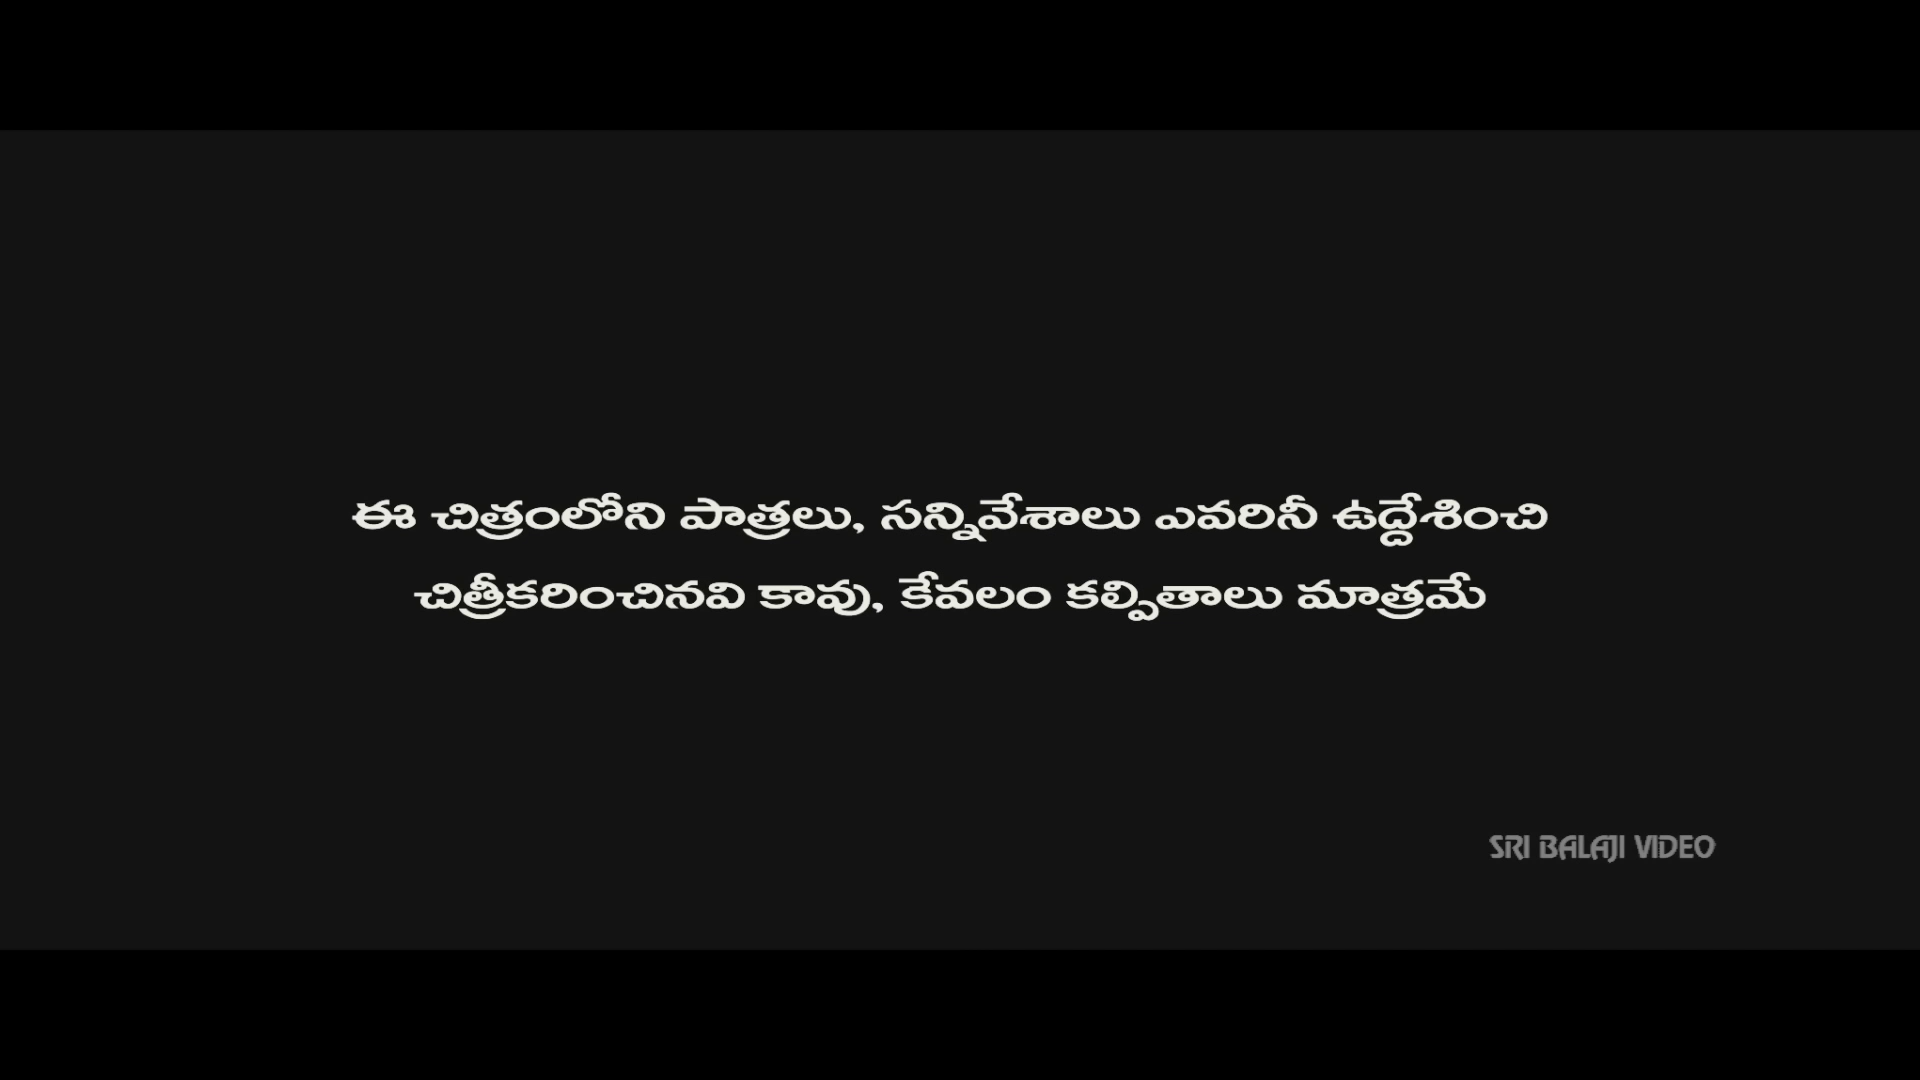 ఈ చిత్రంలోని పాత్రలు, సన్నివేశాలు ఎవరినీ ఉద్దేశించి
చిత్రీకరించినవి కావు, కేవలం కల్పితాలు మాత్రమే
SRI BALAJI VIDEO